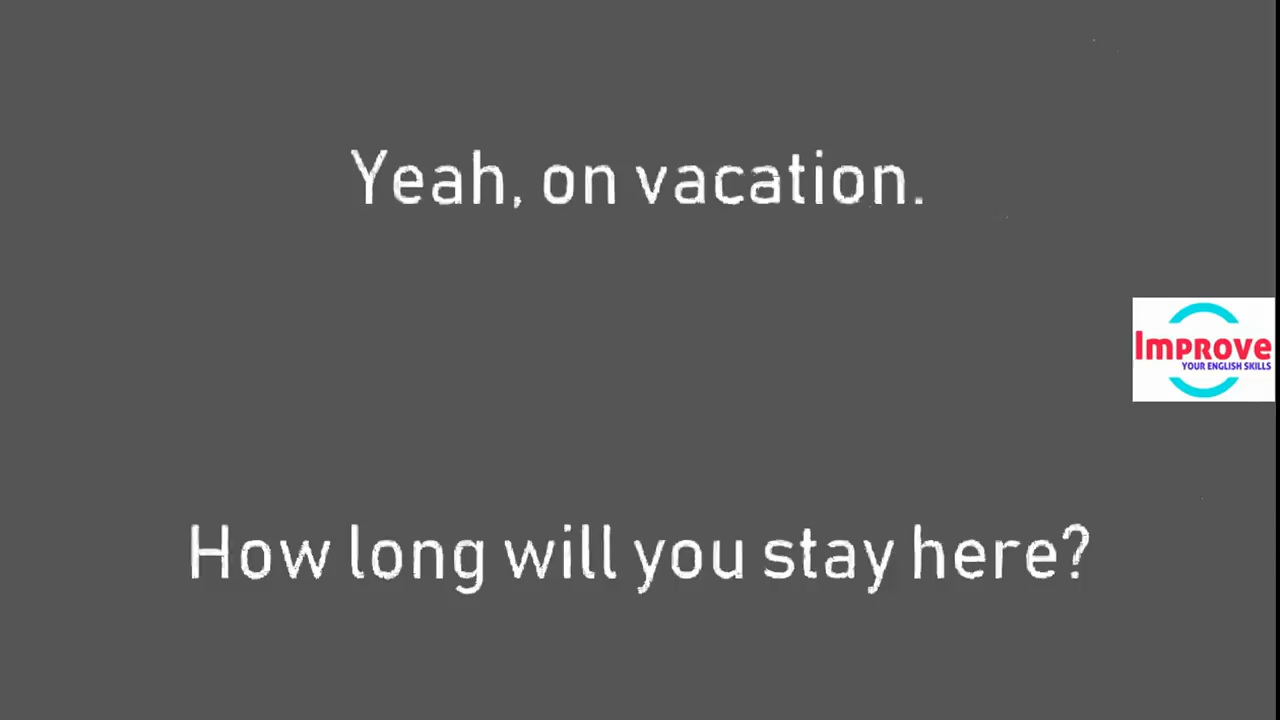 Yeah, on vacation.
Improve
YOUR ENGLISH SKILLS
How long will you stay here?